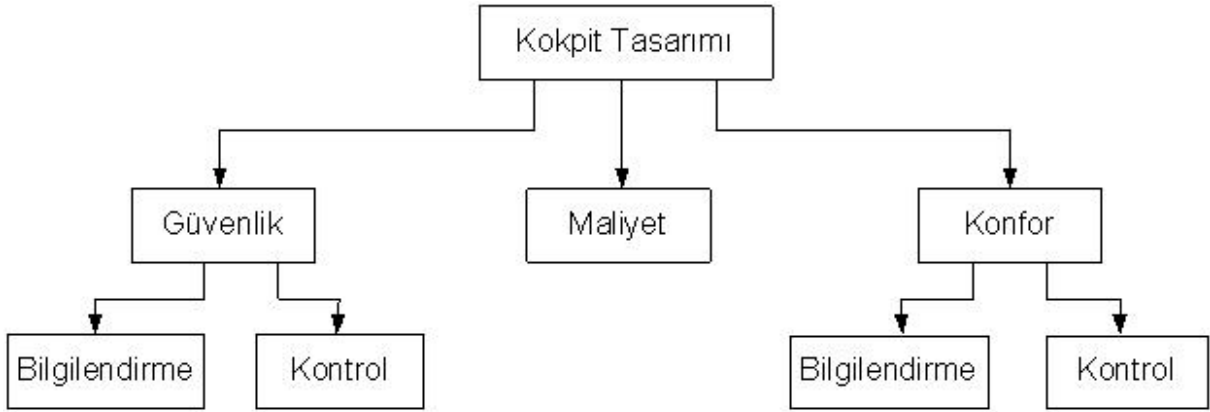 Kokpit Tasarımı
Güvenlik
Maliyet
Konfor
Bilgilendirme
Kontrol
Bilgilendirme
Kontrol